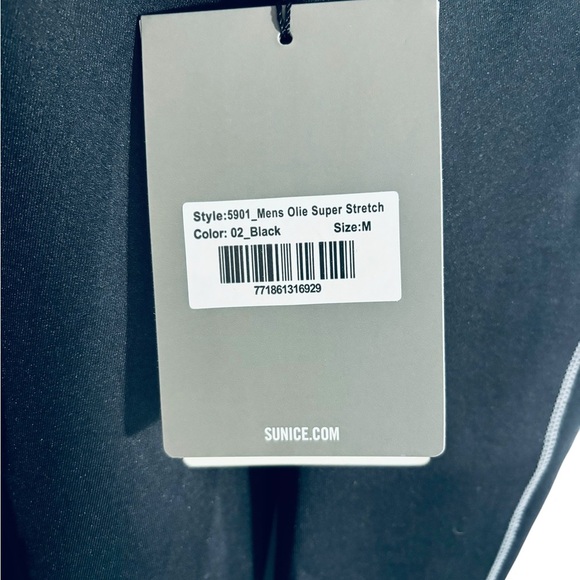 Style:5901_Mens Olie Super Stretch
Color: 02_Black Size:M
771861316929
SUNICE.COM